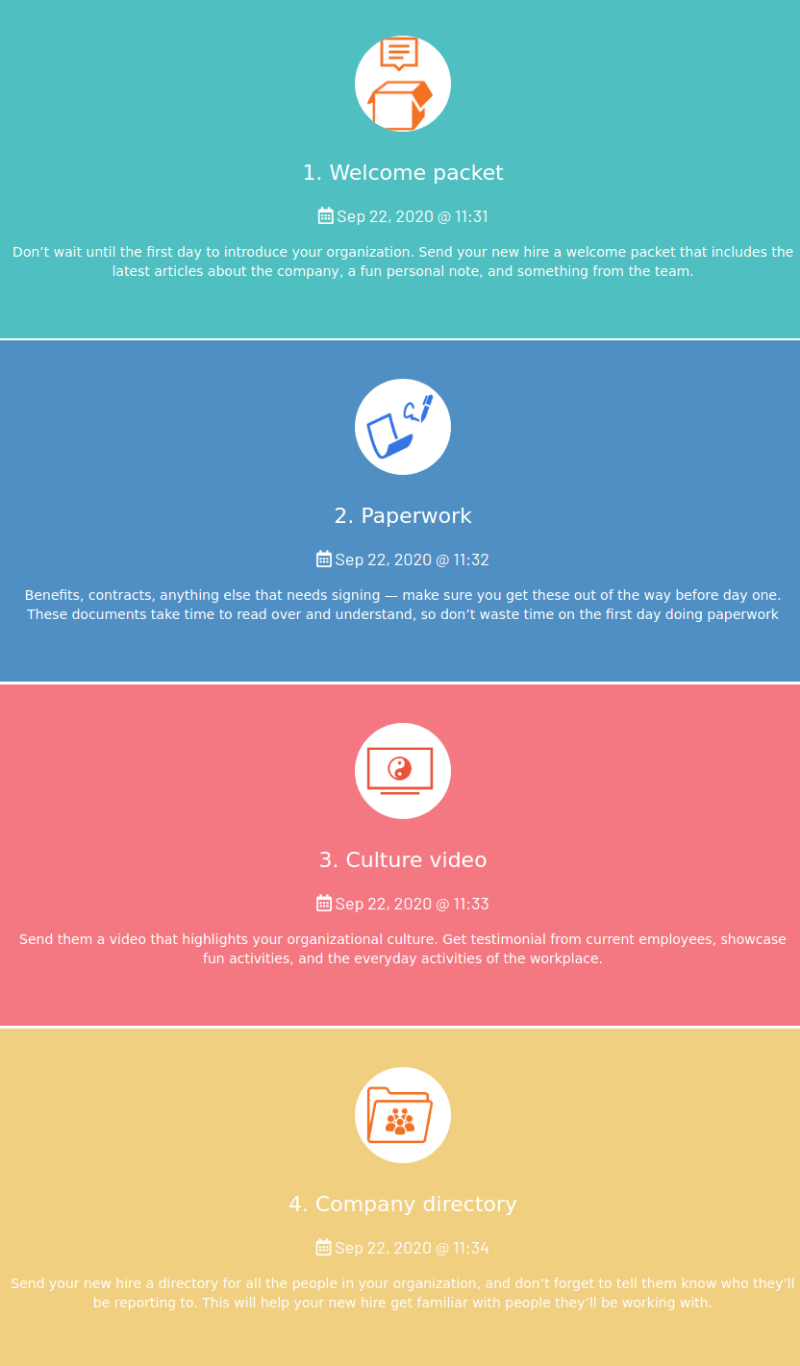 1. Welcome packet
Sep 22, 2020 @ 11:31
Don’t wait until the first day to introduce your organization. Send your new hire a welcome packet that includes the
latest articles about the company, a fun personal note, and something from the team.
2. Paperwork
Sep 22, 2020 @ 11:32
Benefits, contracts, anything else that needs signing — make sure you get these out of the way before day one.
These documents take time to read over and understand, so don’t waste time on the first day doing paperwork
3. Culture video
Sep 22, 2020 @ 11:33
Send them a video that highlights your organizational culture. Get testimonial from current employees, showcase
fun activities, and the everyday activities of the workplace.
4. Company directory
Sep 22, 2020 @ 11:34
Send your new hire a directory for all the people in your organization, and don’t forget to tell them know who they’ll
be reporting to. This will help your new hire get familiar with people they’ll be working with.